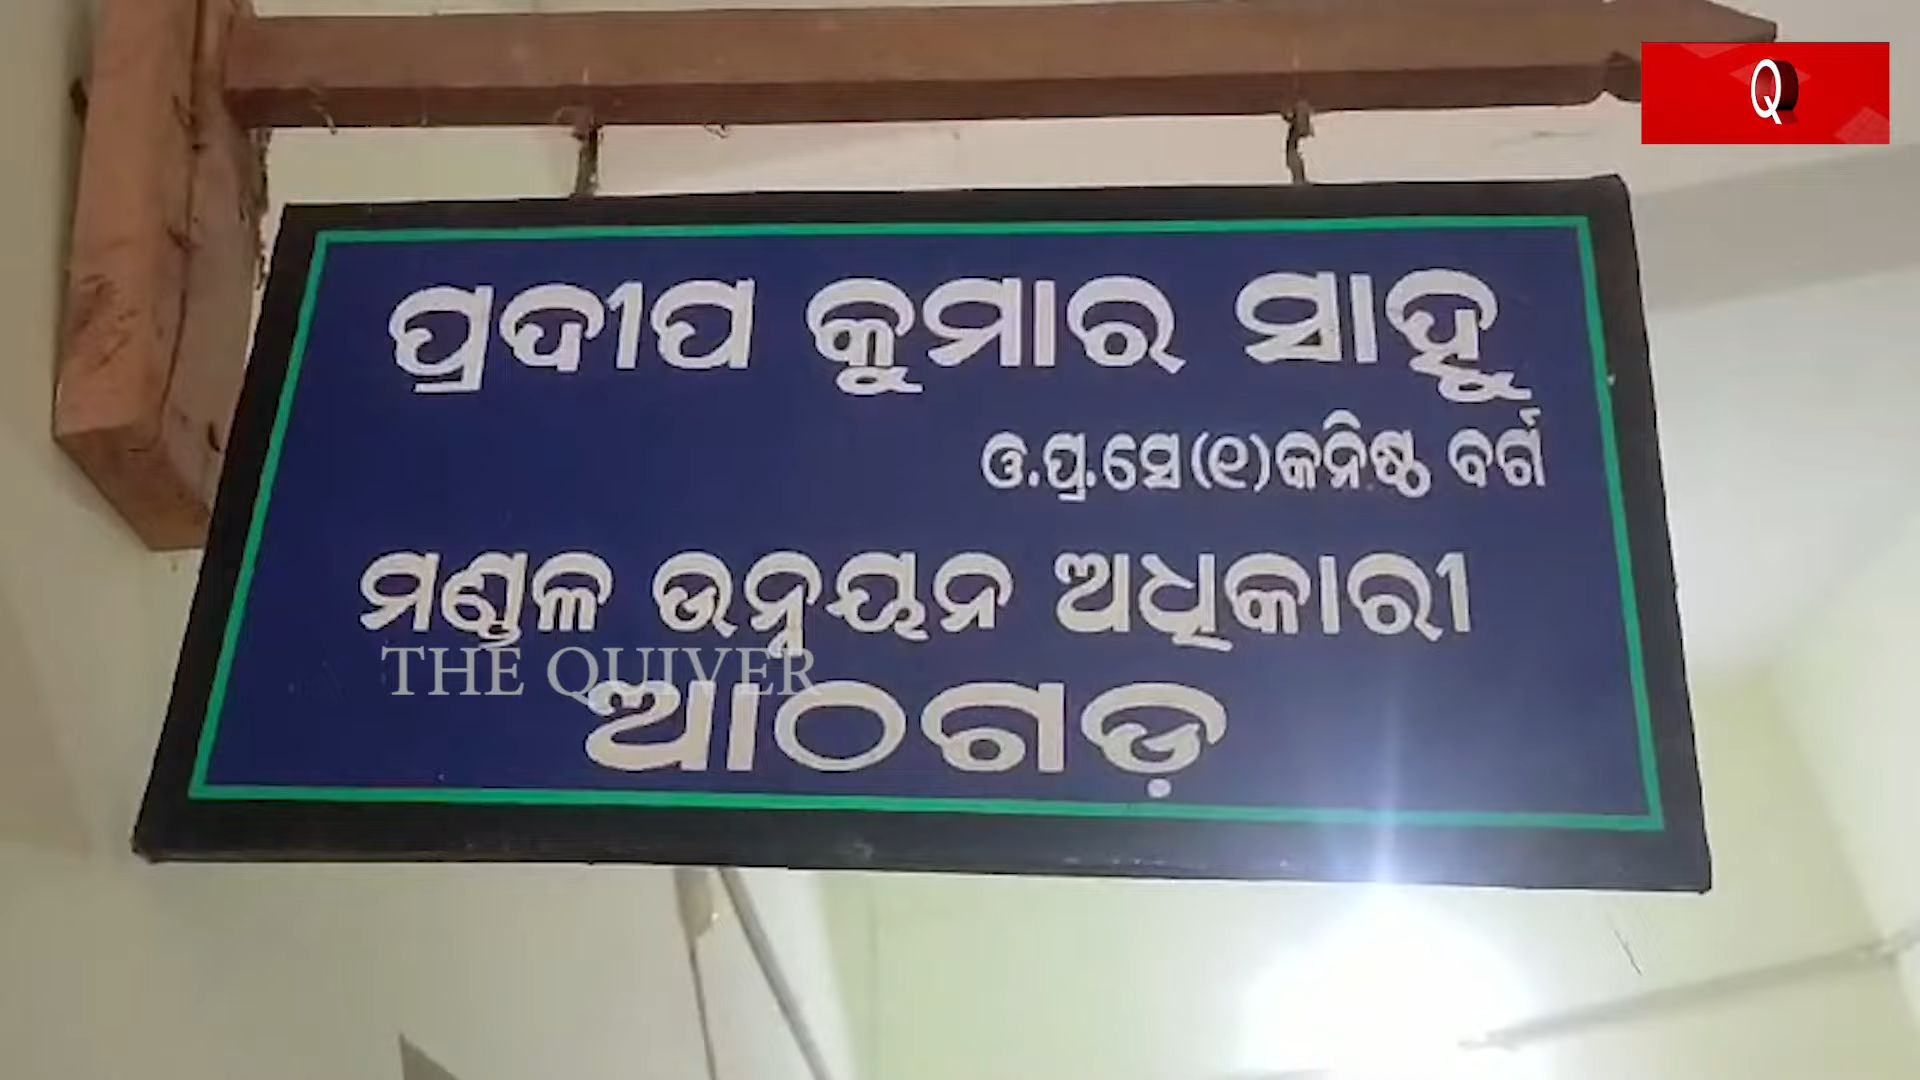 Q
ପ୍ରଦୀପ କୁମାର ସାହୁ
ଓ.ପ୍ର.ସେ(୧)କନିଷ୍ଠ ବର୍ଗ
ମଣ୍ଡଳ ଉନ୍ନୟନ ଅଧିକାରୀ
THE QUIVER
ଆଠଗଡ଼